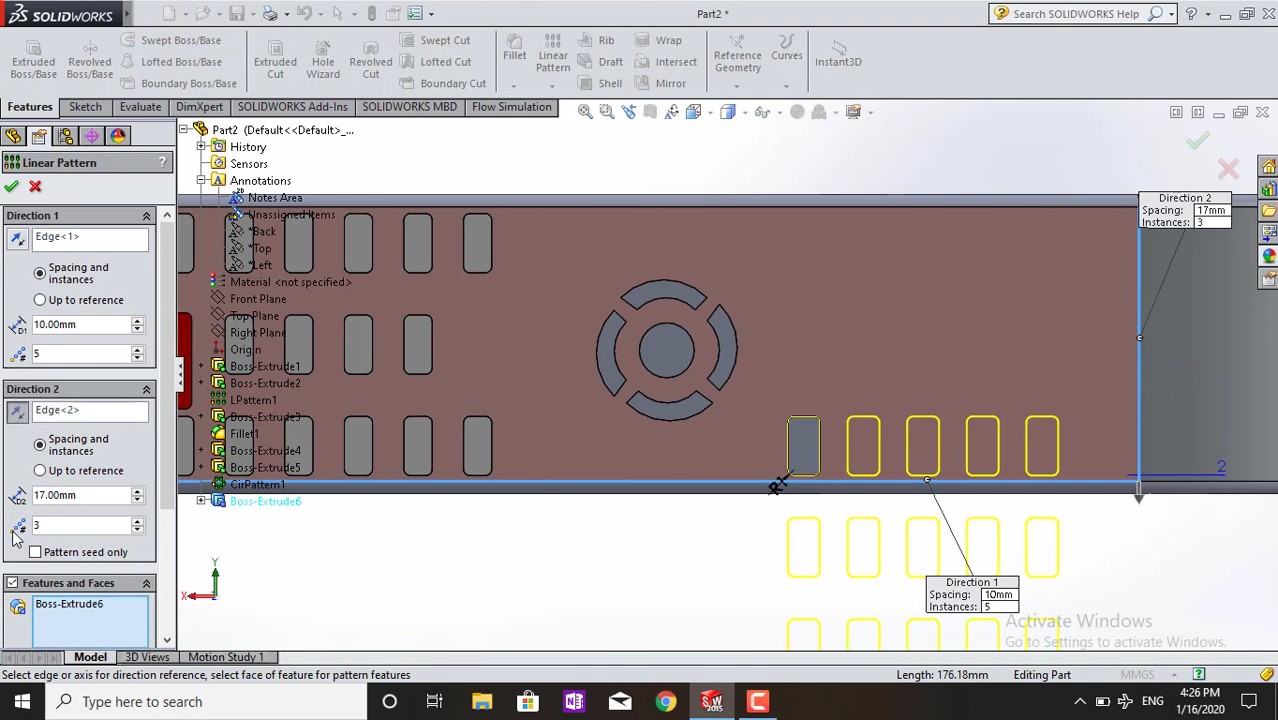 SOLIDWORKS
Part2 *
Search SOLIDWORKS Help
Extruded Boss/Base
Revolved Boss/Base
Swept Boss/Base
Lofted Boss/Base
Boundary Boss/Base
Extruded Cut
Hole Wizard
Revolved Cut
Swept Cut
Lofted Cut
Boundary Cut
Fillet
Linear Pattern
Rib
Draft
Shell
Wrap
Intersect
Mirror
Reference Geometry
Curves
Instant3D
Features
Sketch
Evaluate
DimXpert
SOLIDWORKS Add-Ins
SOLIDWORKS MBD
Flow Simulation
Linear Pattern
?
Direction 1
Edge<1>
Spacing and instances
Up to reference
D1
10.00mm
5
Direction 2
Edge<2>
Spacing and instances
Up to reference
D2
17.00mm
3
Pattern seed only
Features and Faces
Boss-Extrude6
Part2 (Default<<Default>_...
History
Sensors
Annotations
Notes Area
Unassigned Items
*Back
*Top
*Left
Material <not specified>
Front Plane
Top Plane
Right Plane
Origin
Boss-Extrude1
Boss-Extrude2
LPattern1
Boss-Extrude3
Fillet1
Boss-Extrude4
Boss-Extrude5
CirPattern1
Boss-Extrude6
Direction 2
Spacing: 17mm
Instances: 3
2
R1
Direction 1
Spacing: 10mm
Instances: 5
Y
X
Z
Activate Windows
Go to Settings to activate Windows.
Model
3D Views
Motion Study 1
Select edge or axis for direction reference, select face of feature for pattern features
Length: 176.18mm
Editing Part
MMGS
Type here to search
SW
2015
ENG
4:26 PM
1/16/2020